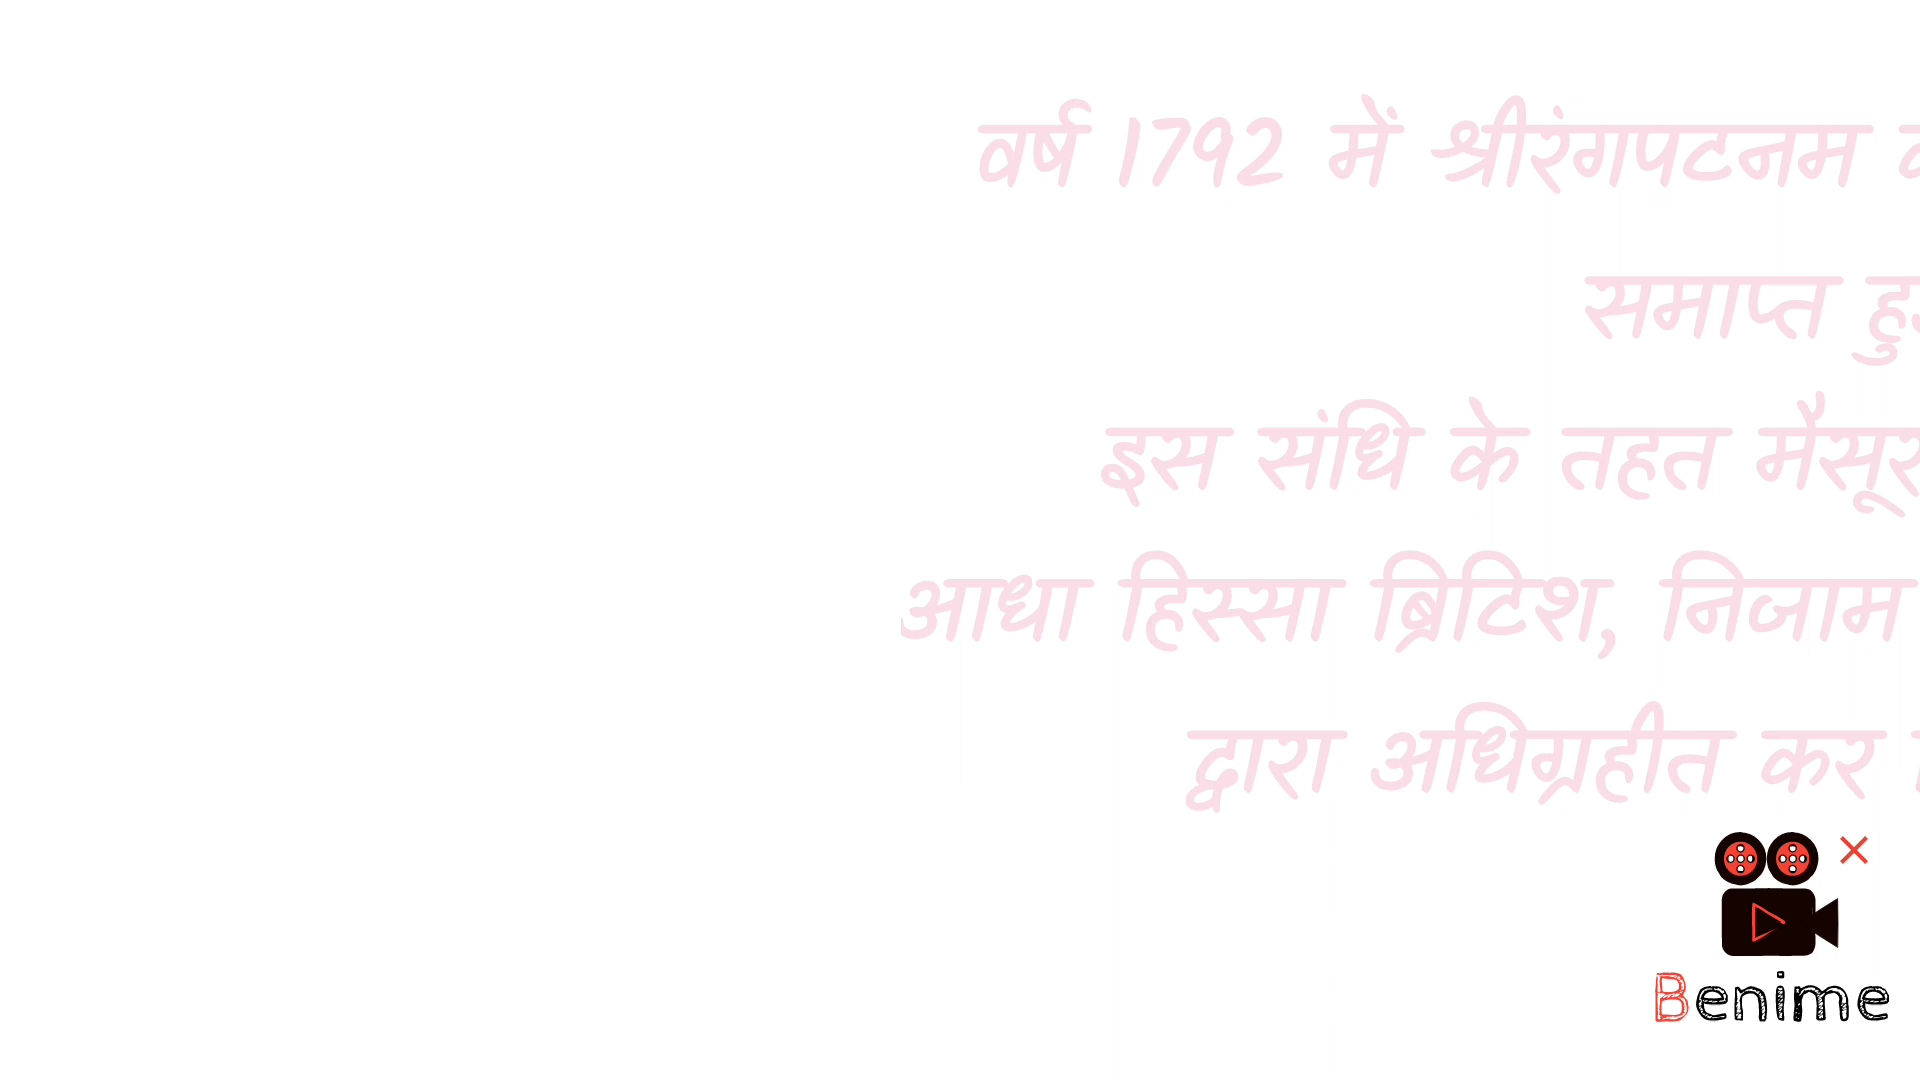 वर्ष 1792 में श्रीरंगपटनम
समाप्त
इस संधि के तहत मैसूर
आधा हिस्सा ब्रिटिश, निजाम
द्वारा अधिग्रहीत कर
Benime